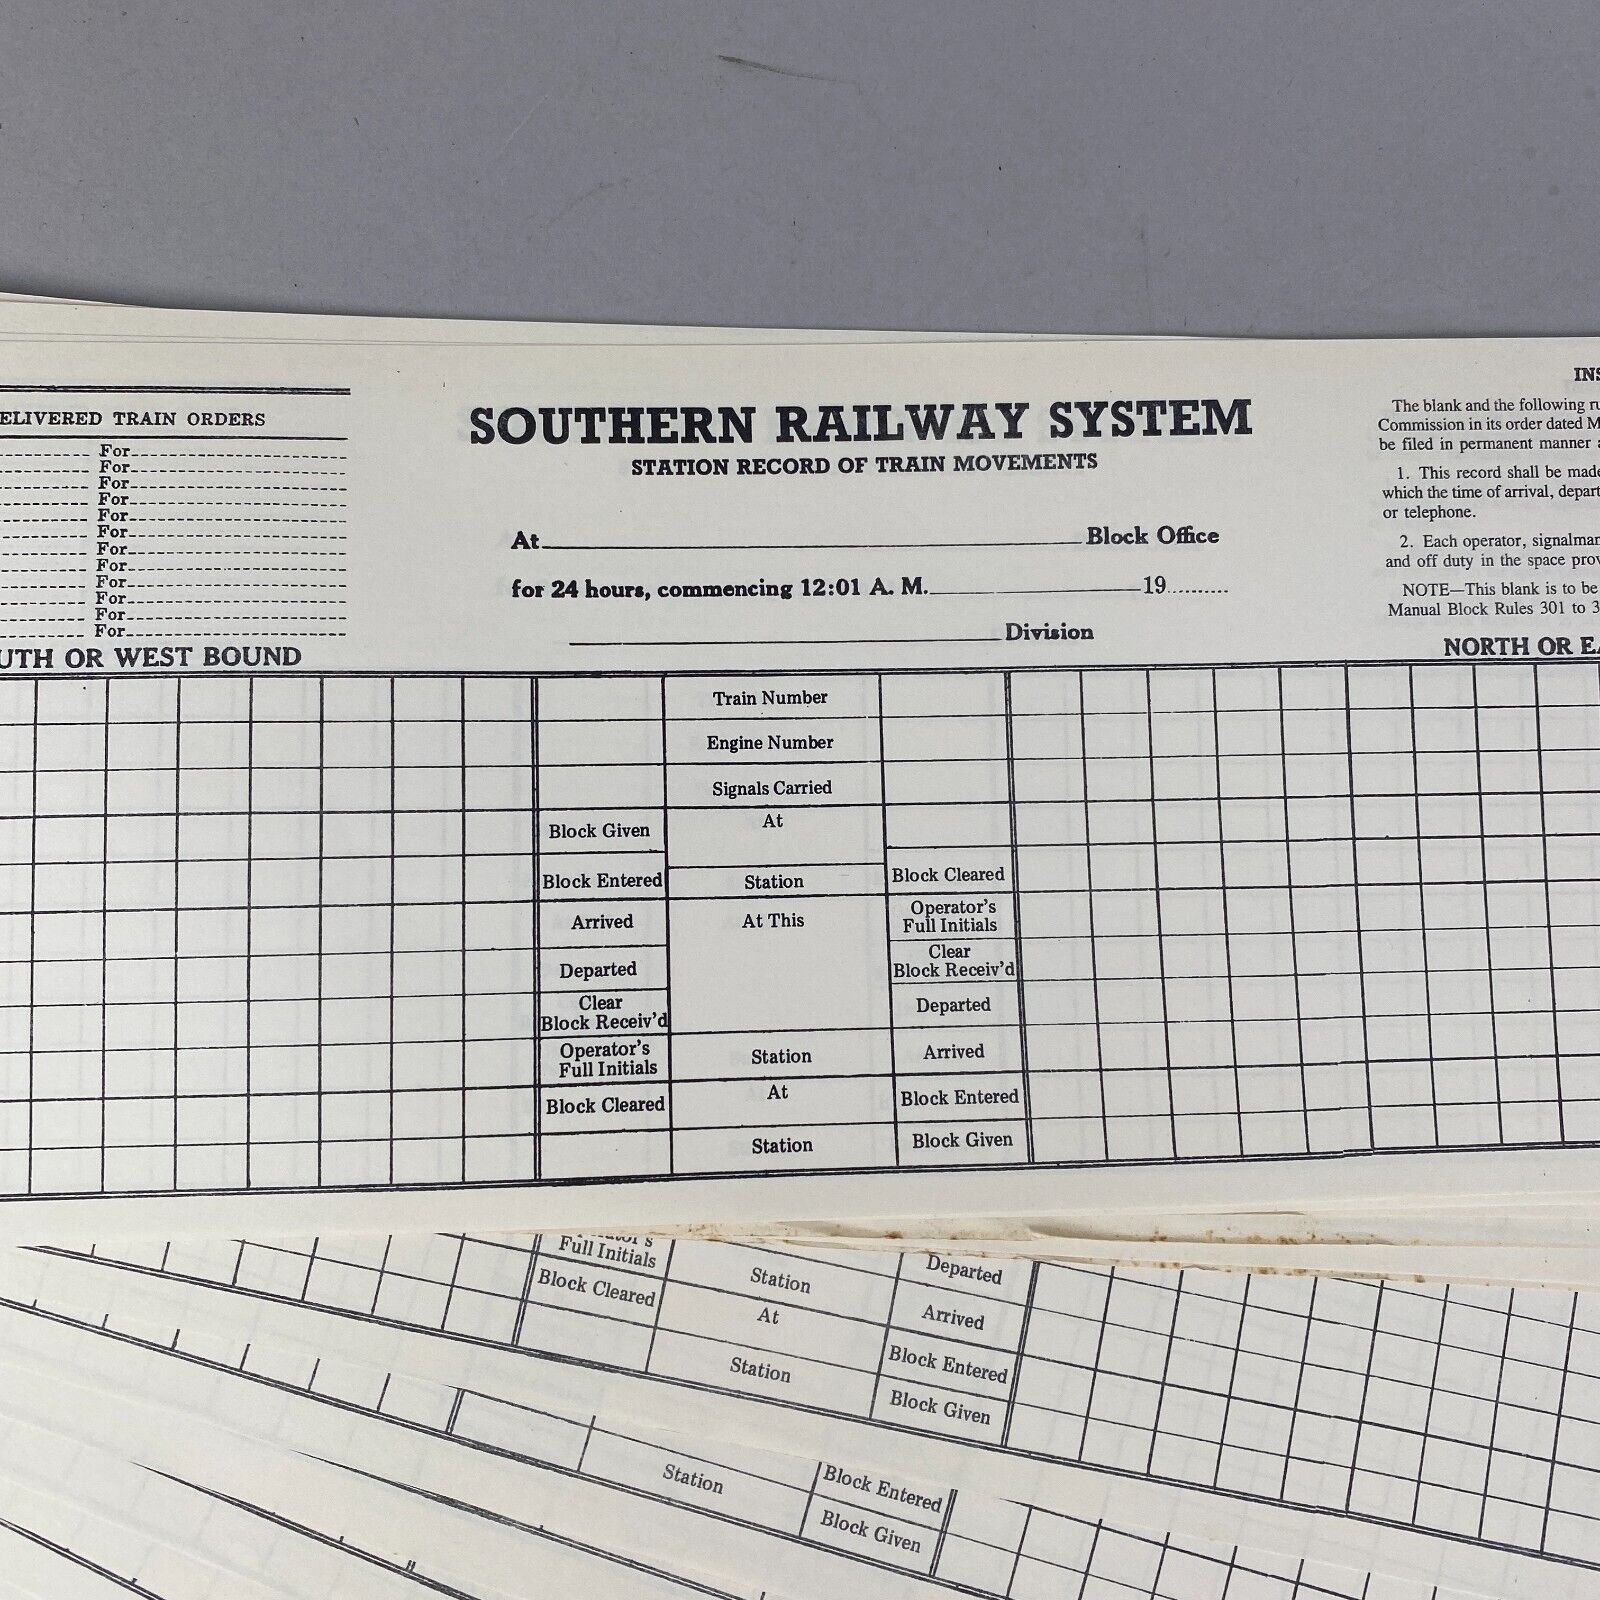 ELIVERED TRAIN ORDERS
For
For
For
For
For
For
For
For
For
For
For
For
SOUTHERN RAILWAY SYSTEM
STATION RECORD OF TRAIN MOVEMENTS
At Block Office
for 24 hours, commencing 12:01 A. M. 19
Division
INS
The blank and the following ru
Commission in its order dated M
be filed in permanent manner a
1. This record shall be made
which the time of arrival, depart
or telephone.
2. Each operator, signalman
and off duty in the space prov
NOTE—This blank is to be
Manual Block Rules 301 to 3
UTH OR WEST BOUND
NORTH OR EA
Train Number
Engine Number
Signals Carried
Block Given
At
Block Entered
Station
Block Cleared
Arrived
At This
Operator's
Full Initials
Departed
Clear
Block Receiv'd
Clear
Block Receiv'd
Departed
Operator's
Full Initials
Station
Arrived
Block Cleared
At
Block Entered
Station
Block Given
Full Initials
Station
Departed
Block Cleared
At
Arrived
Station
Block Entered
Block Given
Station
Block Entered
Block Given